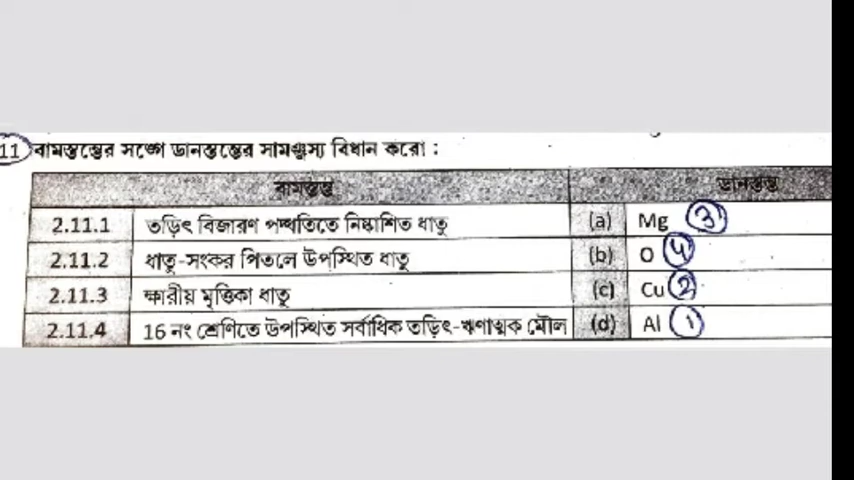 11 বামস্তম্ভের সঙ্গে ডানস্তম্ভের সামঞ্জস্য বিধান করো :
বামস্তম্ভ ডানস্তম্ভ
2.11.1 তড়িৎ বিজারণ পদ্ধতিতে নিষ্কাশিত ধাতু (a) Mg 3
2.11.2 ধাতু-সংকর পিতলে উপস্থিত ধাতু (b) O 4
2.11.3 ক্ষারীয় মৃত্তিকা ধাতু (c) Cu 2
2.11.4 16 নং শ্রেণিতে উপস্থিত সর্বাধিক তড়িৎ-ঋণাত্মক মৌল (d) Al 1